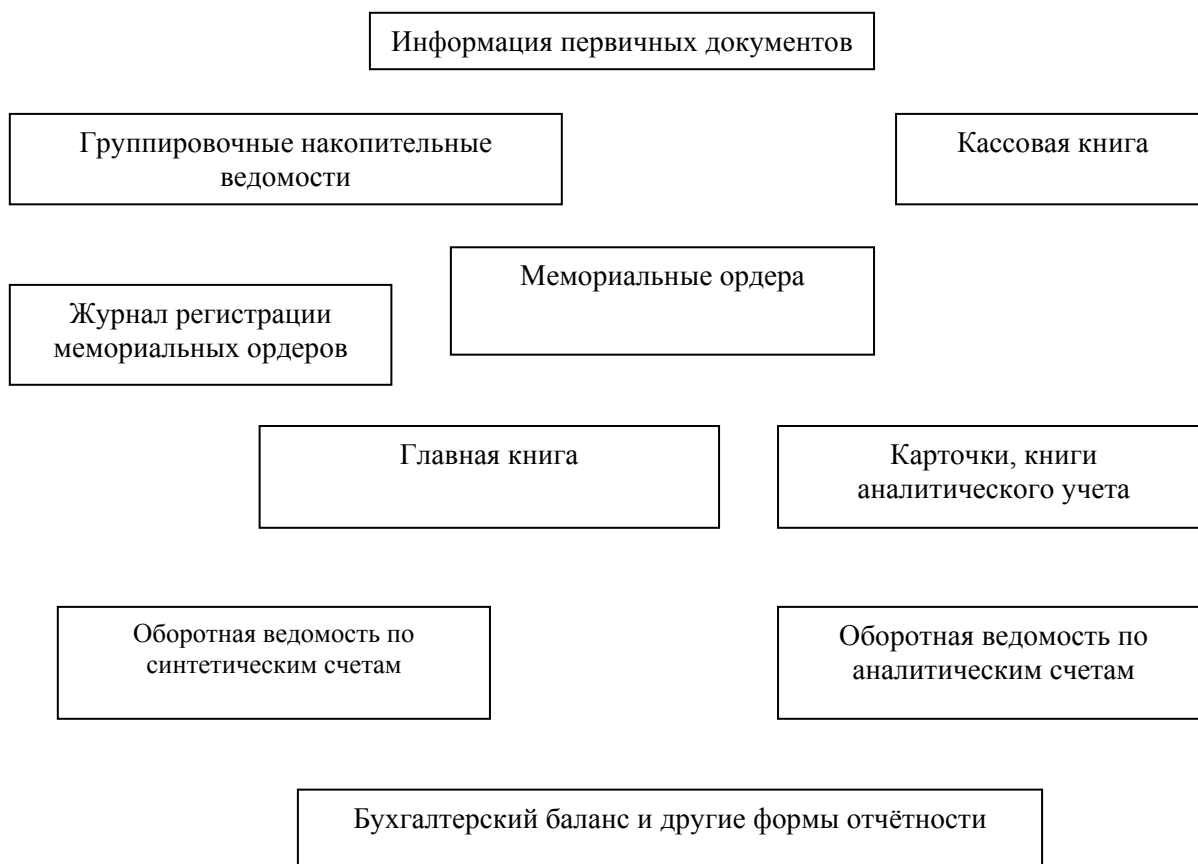 Информация первичных документов
Группировочные накопительные
ведомости
Кассовая книга
Мемориальные ордера
Журнал регистрации
мемориальных ордеров
Главная книга
Карточки, книги
аналитического учета
Оборотная ведомость по
синтетическим счетам
Оборотная ведомость по
аналитическим счетам
Бухгалтерский баланс и другие формы отчётности